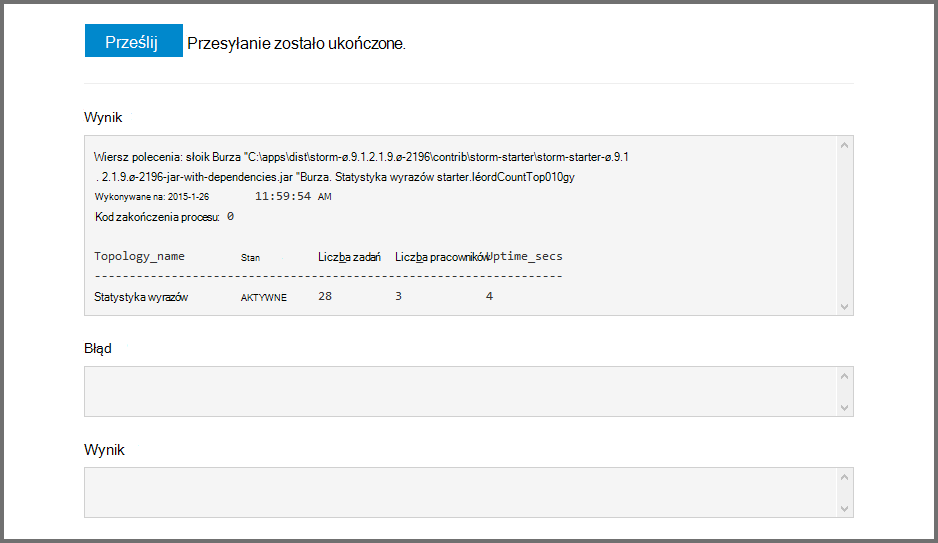 Prześlij Przesyłanie zostało ukończone.
Wynik
Wiersz polecenia: słoik Burza "C:\apps\dist\storm-ø.9.1.2.1.9.ø-2196\contrib\storm-starter\storm-starter-ø.9.1
. 2.1.9.ø-2196-jar-with-dependencies.jar "Burza. Statystyka wyrazów starter.léordCountTop010gy
Wykonywane na: 2015-1-26 11:59:54 AM
Kod zakończenia procesu: 0
Topology_name Stan Liczba zadań Liczba pracowników Uptime_secs
-------------------------------------------------------------------
Statystyka wyrazów AKTYWNE 28 3 4
Błąd
Wynik